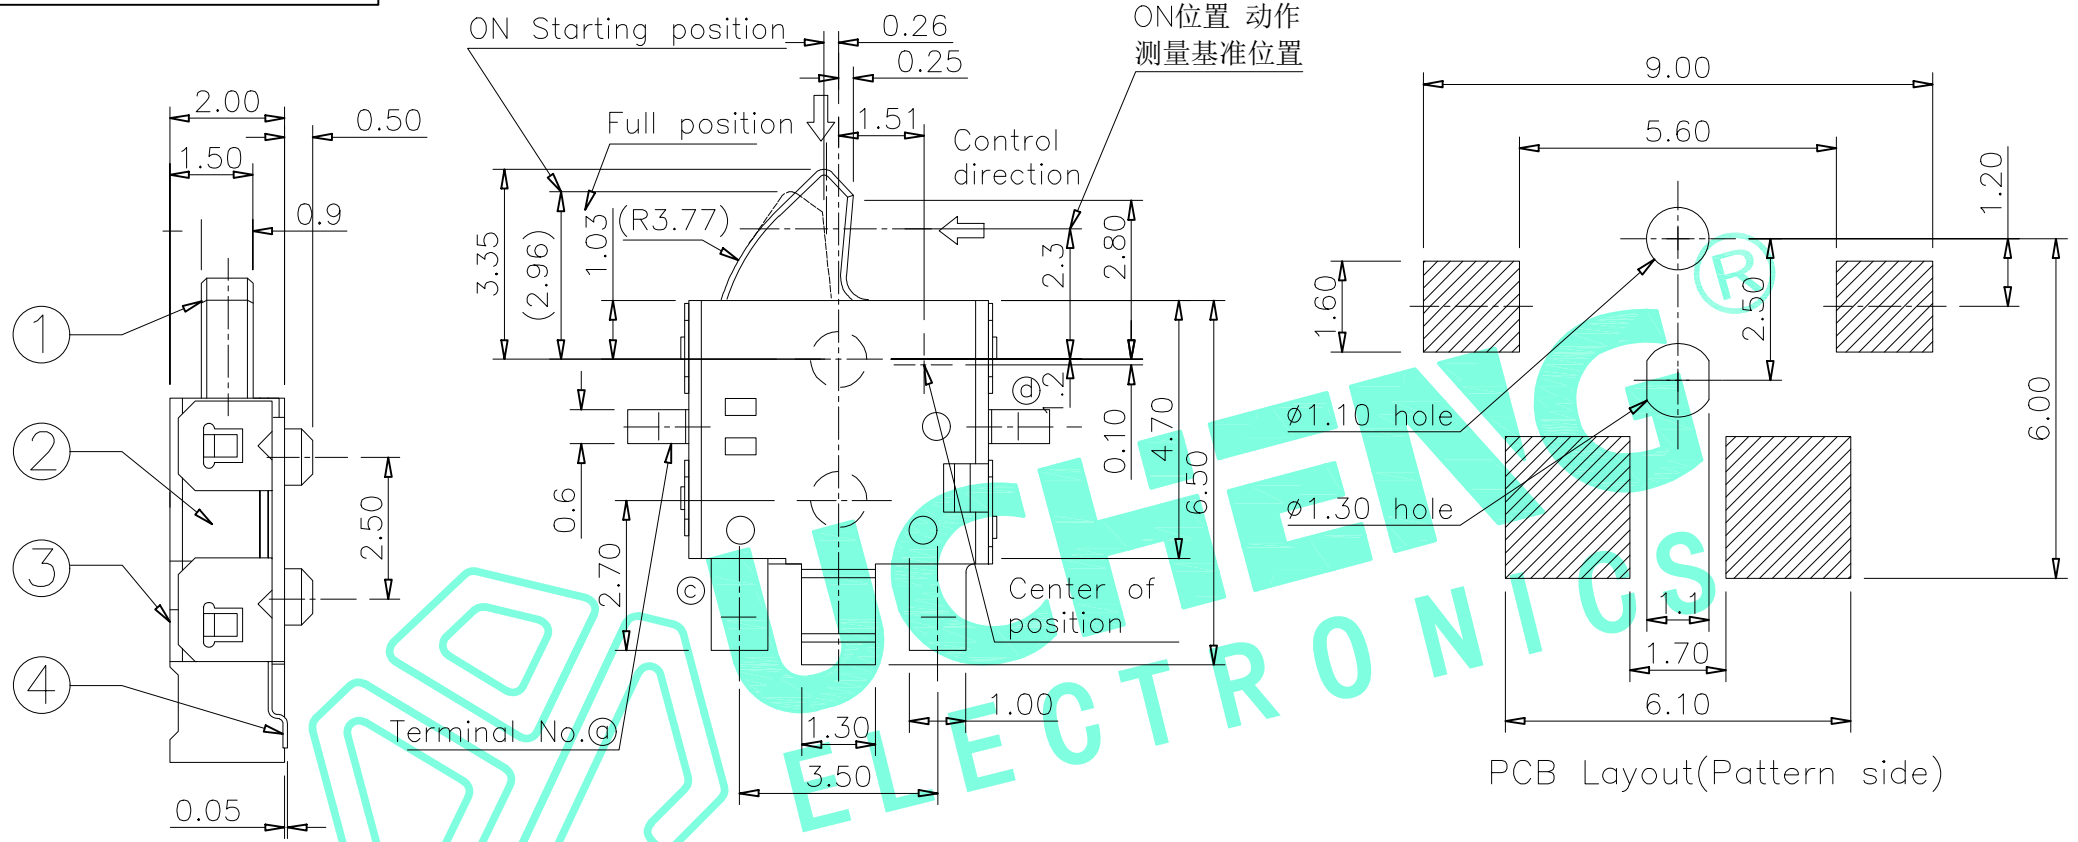 2.00
0.50
1.50
0.9
1
2
3
4
2.50
0.05
ON Starting position
0.26
0.25
ON位置 动作
测量基准位置
Full position
1.51
Control
direction
(R3.77)
3.35
(2.96)
1.03
2.3
2.80
1.2
0.10
4.70
6.50
0.6
2.70
ⓓ
ⓒ
Center of
position
Terminal No.ⓐ
1.00
1.30
3.50
9.00
5.60
1.20
1.60
2.50
6.00
ø1.10 hole
ø1.30 hole
1.1
1.70
6.10
PCB Layout(Pattern side)
UCHENG®
ELECTRONICS